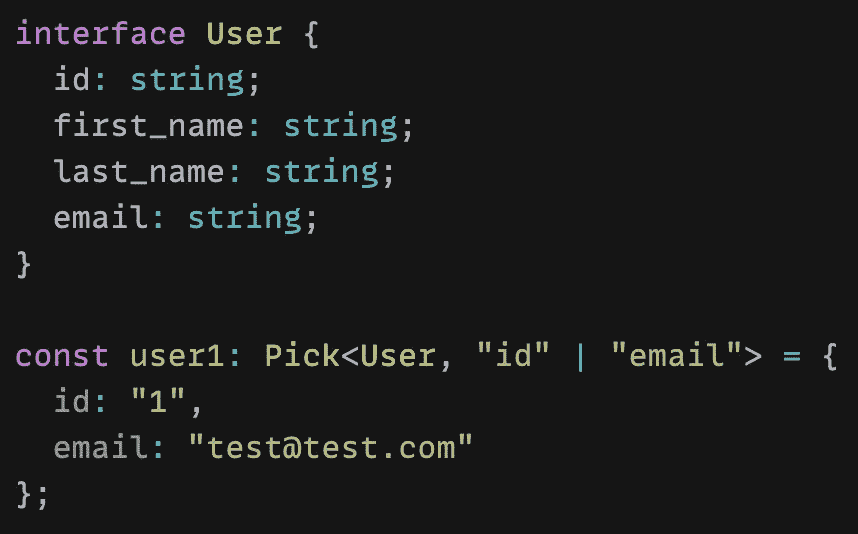 interface User {
  id: string;
  first_name: string;
  last_name: string;
  email: string;
}

const user1: Pick<User, "id" | "email"> = {
  id: "1",
  email: "test@test.com"
};